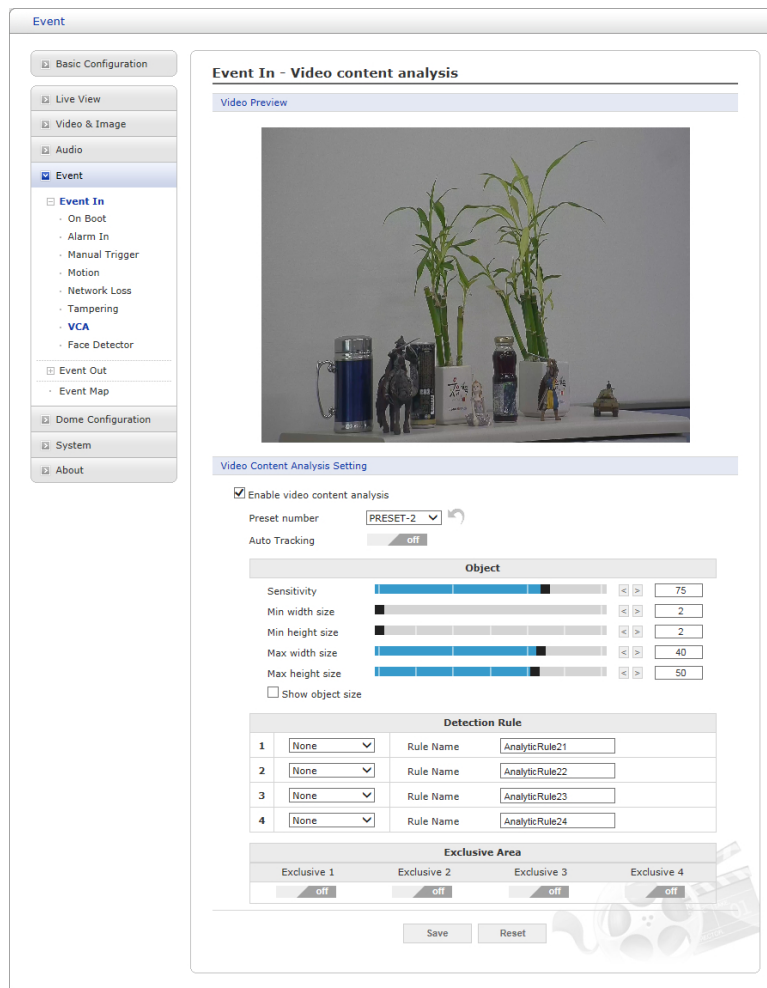 Event
Basic Configuration
Live View
Video & Image
Audio
Event
Event In
On Boot
Alarm In
Manual Trigger
Motion
Network Loss
Tampering
VCA
Face Detector
Event Out
Event Map
Dome Configuration
System
About
Event In - Video content analysis
Video Preview
Video Content Analysis Setting
Enable video content analysis
Preset number PRESET-2
Auto Tracking off
Object
Sensitivity < > 75
Min width size < > 2
Min height size < > 2
Max width size < > 40
Max height size < > 50
Show object size
Detection Rule
1 None Rule Name AnalyticRule21
2 None Rule Name AnalyticRule22
3 None Rule Name AnalyticRule23
4 None Rule Name AnalyticRule24
Exclusive Area
Exclusive 1 Exclusive 2 Exclusive 3 Exclusive 4
off off off off
Save Reset